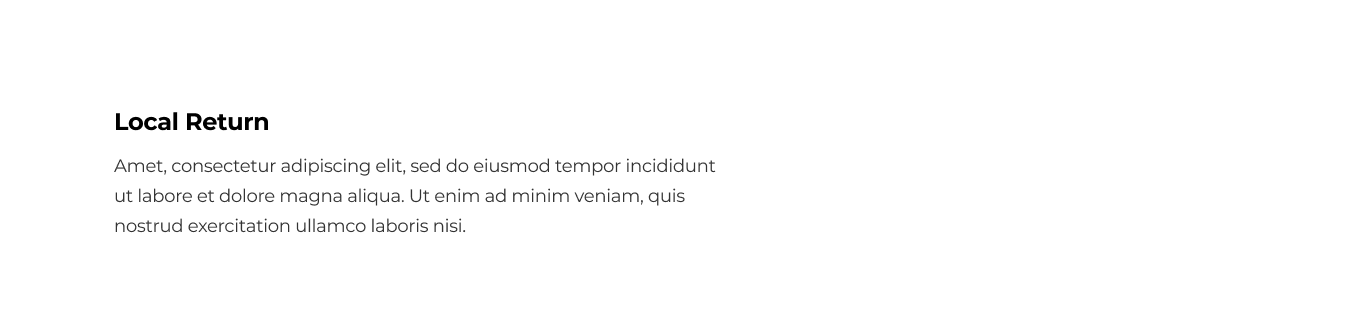 Local Return
Amet, consectetur adipiscing elit, sed do eiusmod tempor incididunt
ut labore et dolore magna aliqua. Ut enim ad minim veniam, quis
nostrud exercitation ullamco laboris nisi.